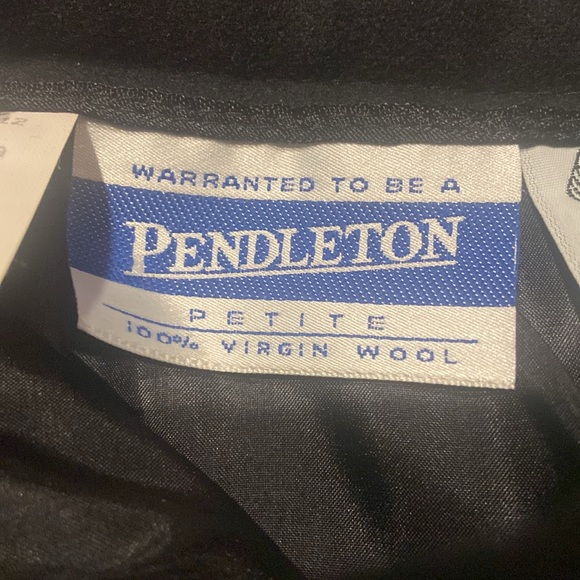 WARRANTED TO BE A
PENDLETON
PETITE
100% VIRGIN WOOL